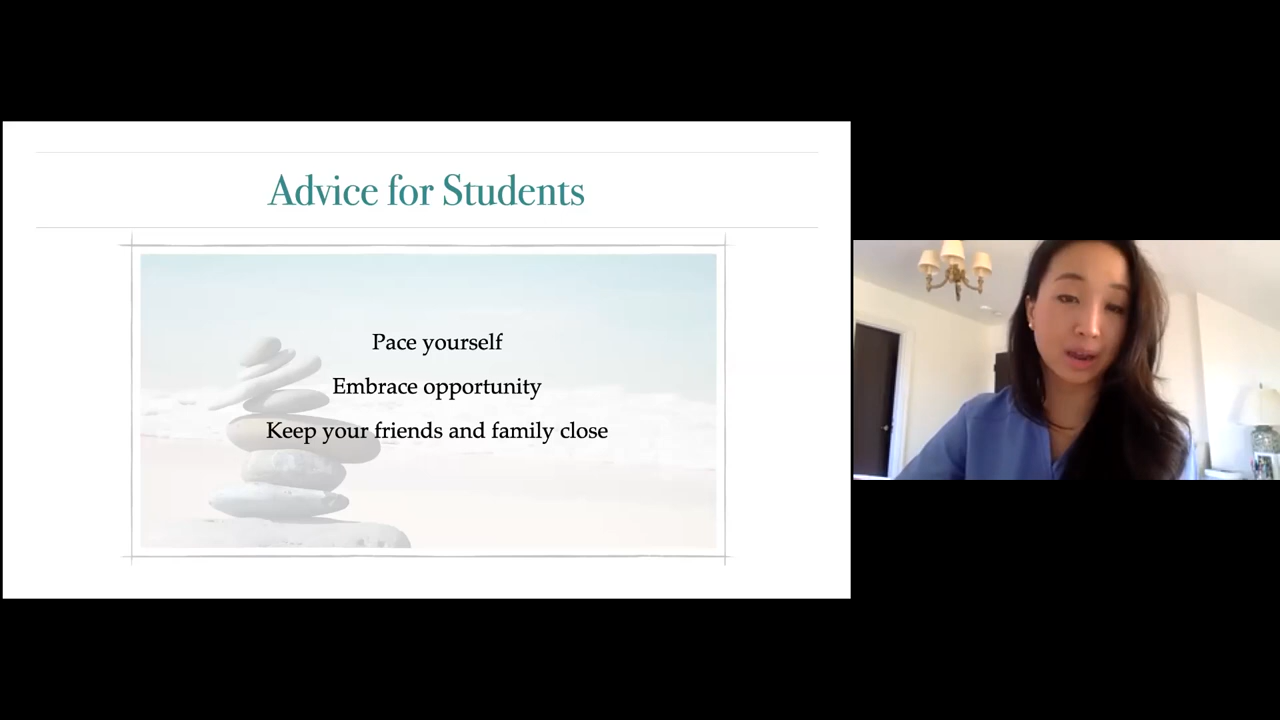 Advice for Students
Pace yourself
Embrace opportunity
Keep your friends and family close